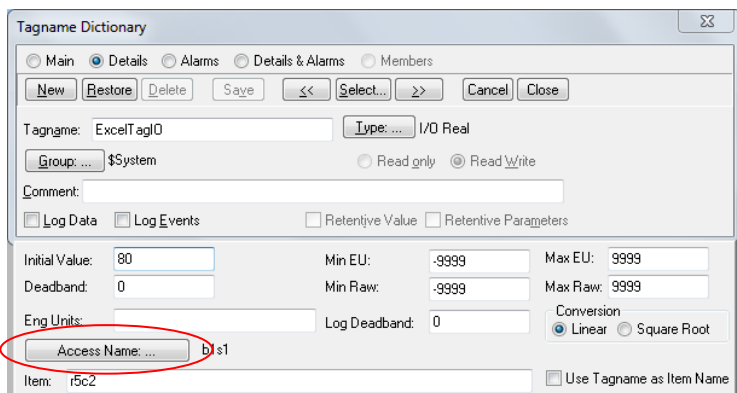 Tagname Dictionary
Main Details Alarms Details & Alarms Members
New Restore Delete Save << Select... >> Cancel Close
Tagname: ExcelTagIO Type: ... I/O Real
Group: ... $System Read only Read Write
Comment:
Log Data Log Events Retentive Value Retentive Parameters
Initial Value: 80 Min EU: -9999 Max EU: 9999
Deadband: 0 Min Raw: -9999 Max Raw: 9999
Eng Units: Log Deadband: 0 Conversion
Linear Square Root
Access Name: ... b1s1
Item: r5c2 Use Tagname as Item Name